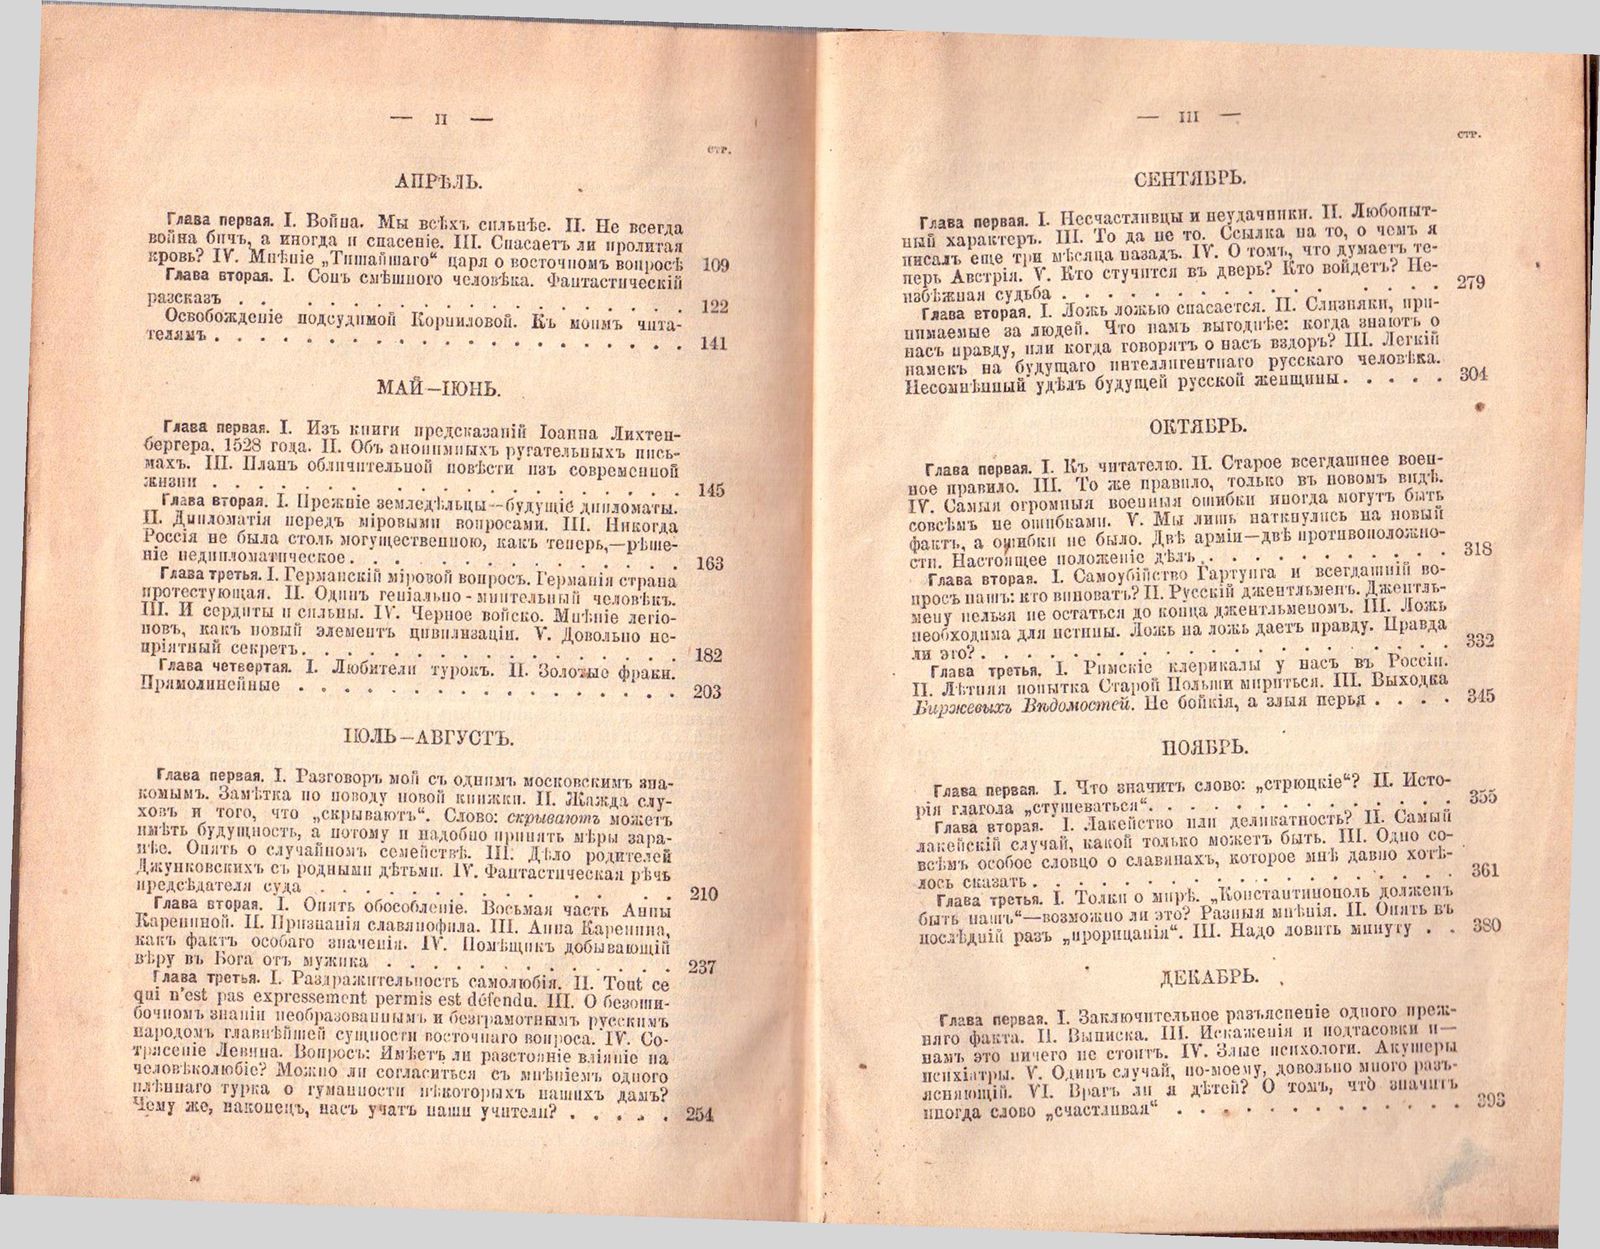 — II —
стр.
АПРѢЛЬ.
Глава первая. I. Война. Мы всѣхъ сильнѣе. II. Не всегда
война бичъ, а иногда и спасеніе. III. Спасаетъ ли пролитая
кровь? IV. Мнѣніе „Тишайшаго“ царя о восточномъ вопросѣ 109
Глава вторая. I. Сонъ смѣшного человѣка. Фантастическій
разсказъ . . . . . . . . . . . . . . . . . . 122
Освобожденіе подсудимой Корниловой. Къ моимъ чита-
телямъ . . . . . . . . . . . . . . . . . . . 141
МАЙ—ІЮНЬ.
Глава первая. I. Изъ книги предсказаній Іоанна Лихтен-
бергера, 1528 года. II. Объ анонимныхъ ругательныхъ пись-
махъ. III. Планъ обличительной повѣсти изъ современной
жизни . . . . . . . . . . . . . . . . . . . 145
Глава вторая. I. Прежніе земледѣльцы—будущіе дипломаты.
II. Дипломатія передъ міровыми вопросами. III. Никогда
Россія не была столь могущественною, какъ теперь,—рѣше-
ніе недипломатическое . . . . . . . . . . . . . 163
Глава третья. I. Германскій міровой вопросъ. Германія страна
протестующая. II. Одинъ геніально-мнительный человѣкъ.
III. И сердиты и сильны. IV. Черное войско. Мнѣніе легіо-
новъ, какъ новый элементъ цивилизаціи. V. Довольно не-
пріятный секретъ. . . . . . . . . . . . . . . . 182
Глава четвертая. I. Любители турокъ. II. Золотые фраки.
Прямолинейные . . . . . . . . . . . . . . . . 203
ІЮЛЬ—АВГУСТЪ.
Глава первая. I. Разговоръ мой съ однимъ московскимъ зна-
комымъ. Замѣтка по поводу новой книжки. II. Жажда слу-
ховъ и того, что „скрываютъ“. Слово: скрываютъ можетъ
имѣть будущность, а потому и надобно принять мѣры зара-
нѣе. Опять о случайномъ семействѣ. III. Дѣло родителей
Джунковскихъ съ родными дѣтьми. IV. Фантастическая рѣчь
предсѣдателя суда . . . . . . . . . . . . . . . 210
Глава вторая. I. Опять обособленіе. Восьмая часть Анны
Карениной. II. Признанія славянофила. III. Анна Каренина,
какъ фактъ особаго значенія. IV. Помѣщикъ добывающій
вѣру въ Бога отъ мужика . . . . . . . . . . . . 237
Глава третья. I. Раздражительность самолюбія. II. Tout ce
qui n'est pas expressement permis est défendu. III. О безоши-
бочномъ знаніи необразованнымъ и безграмотнымъ русскимъ
народомъ главнѣйшей сущности восточнаго вопроса. IV. Со-
трясеніе Левина. Вопросъ: Имѣетъ ли разстояніе вліяніе на
человѣколюбіе? Можно ли согласиться съ мнѣніемъ одного
плѣннаго турка о гуманности нѣкоторыхъ нашихъ дамъ?
Чему же, наконецъ, насъ учатъ наши учители? . . . . . 254
— III —
стр.
СЕНТЯБРЬ.
Глава первая. I. Несчастливцы и неудачники. II. Любопыт-
ный характеръ. III. То да не то. Ссылка на то, о чемъ я
писалъ еще три мѣсяца назадъ. IV. О томъ, что думаетъ те-
перь Австрія. V. Кто стучится въ дверь? Кто войдетъ? Не-
избѣжная судьба . . . . . . . . . . . . . . . . 279
Глава вторая. I. Ложь ложью спасается. II. Слизняки, при-
нимаемые за людей. Что намъ выгоднѣе: когда знаютъ о
насъ правду, или когда говорятъ о насъ вздоръ? III. Легкій
намекъ на будущаго интеллигентнаго русскаго человѣка.
Несомнѣнный удѣлъ будущей русской женщины. . . . . 304
ОКТЯБРЬ.
Глава первая. I. Къ читателю. II. Старое всегдашнее воен-
ное правило. III. То же правило, только въ новомъ видѣ.
IV. Самыя огромныя военныя ошибки иногда могутъ быть
совсѣмъ не ошибками. V. Мы лишь наткнулись на новый
фактъ, а ошибки не было. Двѣ арміи—двѣ противоположно-
сти. Настоящее положеніе дѣлъ . . . . . . . . . . 318
Глава вторая. I. Самоубійство Гартунга и всегдашній во-
просъ нашъ: кто виноватъ? II. Русскій джентльменъ. Джентль-
мену нельзя не остаться до конца джентльменомъ. III. Ложь
необходима для истины. Ложь на ложь даетъ правду. Правда
ли это? . . . . . . . . . . . . . . . . . . . 332
Глава третья. I. Римскіе клерикалы у насъ въ Россіи.
II. Лѣтняя попытка Старой Польши мириться. III. Выходка
Биржевыхъ Вѣдомостей. Не бойкія, а злыя перья . . . . 345
НОЯБРЬ.
Глава первая. I. Что значитъ слово: „стрюцкіе“? II. Исто-
рія глагола „стушеваться“. . . . . . . . . . . . . 355
Глава вторая. I. Лакейство или деликатность? II. Самый
лакейскій случай, какой только можетъ быть. III. Одно со-
всѣмъ особое словцо о славянахъ, которое мнѣ давно хотѣ-
лось сказать . . . . . . . . . . . . . . . . . 361
Глава третья. I. Толки о мирѣ. „Константинополь долженъ
быть нашъ“—возможно ли это? Разныя мнѣнія. II. Опять въ
послѣдній разъ „прорицанія“. III. Надо ловить минуту . . 380
ДЕКАБРЬ.
Глава первая. I. Заключительное разъясненіе одного преж-
няго факта. II. Выписка. III. Искаженія и подтасовки и—
намъ это ничего не стоитъ. IV. Злые психологи. Акушеры
психіатры. V. Одинъ случай, по-моему, довольно много разъ-
ясняющій. VI. Врагъ ли я дѣтей? О томъ, что значитъ
иногда слово „счастливая“ . . . . . . . . . . . . . 393